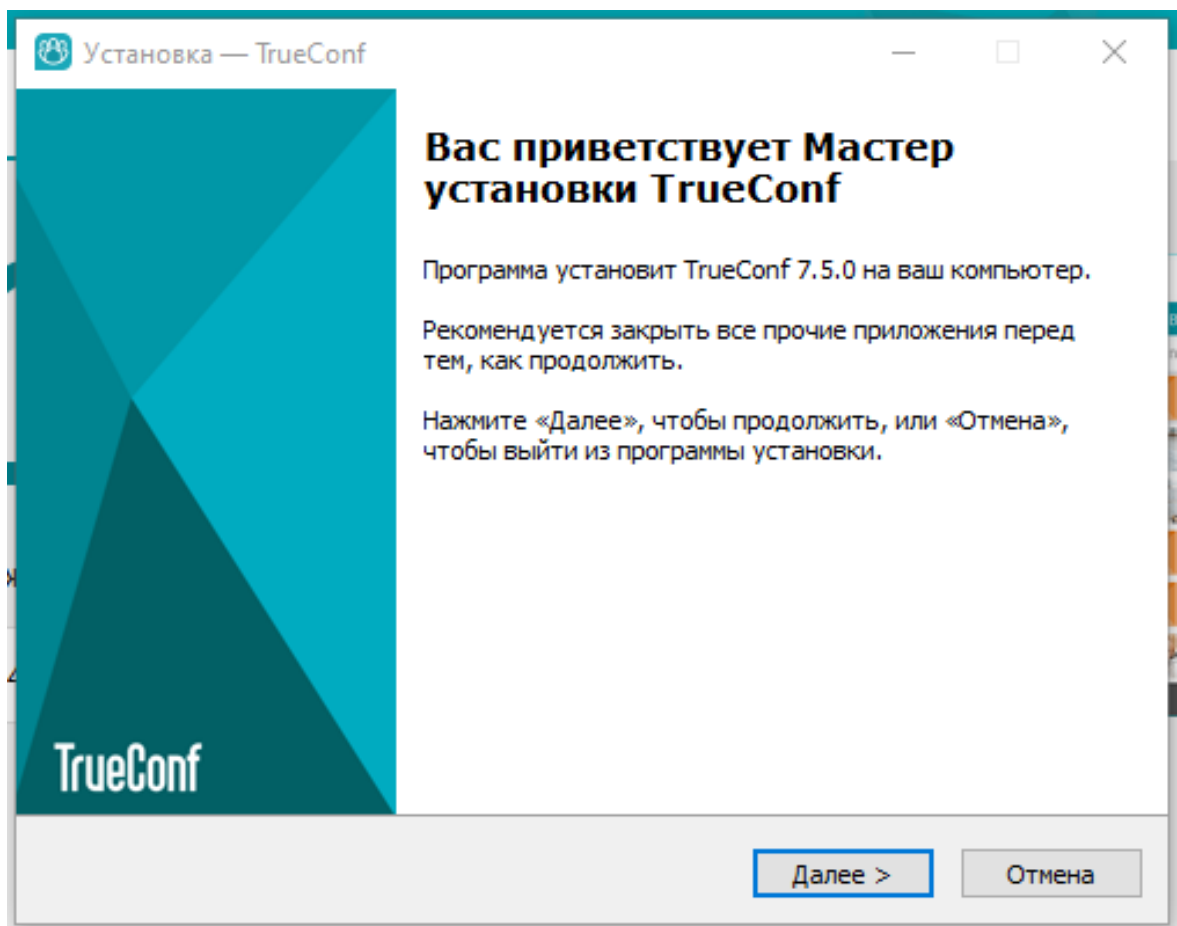 Установка — TrueConf
Вас приветствует Мастер
установки TrueConf
Программа установит TrueConf 7.5.0 на ваш компьютер.
Рекомендуется закрыть все прочие приложения перед
тем, как продолжить.
Нажмите «Далее», чтобы продолжить, или «Отмена»,
чтобы выйти из программы установки.
TrueConf
Далее >
Отмена